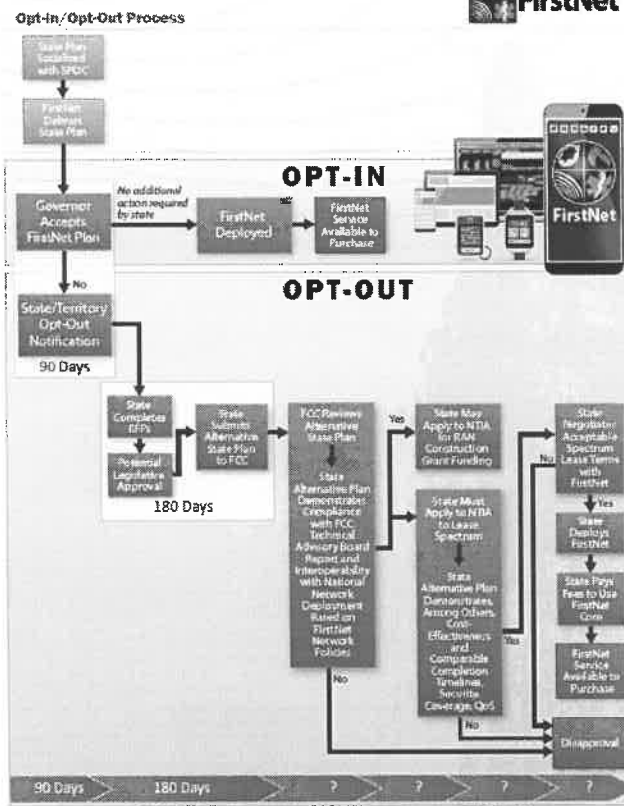 Opt-In/Opt-Out Process
FirstNet
State Plan
Socialized
with SPOC
FirstNet
Delivers
State Plan
OPT-IN
Governor
Accepts
FirstNet Plan
No additional
action required
by state
FirstNet
Deployed
FirstNet
Service
Available to
Purchase
FirstNet
No
OPT-OUT
State/Territory
Opt-Out
Notification
90 Days
State
Completes
RFPs
Potential
Legislative
Approval
State
Submits
Alternative
State Plan
to FCC
180 Days
FCC Reviews
Alternative
State Plan
State
Alternative Plan
Demonstrates
Compliance
with FCC
Technical
Advisory Board
Report and
Interoperability
with National
Network
Deployment
Based on
FirstNet
Network
Policies
Yes
No
State May
Apply to NTIA
for RAN
Construction
Grant Funding
State Must
Apply to NTIA
to Lease
Spectrum
State
Alternative Plan
Demonstrates,
Among Others,
Cost-
Effectiveness
and
Comparable
Completion
Timelines,
Security
Coverage, QoS
Yes
No
State
Negotiates
Acceptable
Spectrum
Lease Terms
with
FirstNet
No
Yes
State
Deploys
FirstNet
State Pays
Fees to Use
FirstNet
Core
FirstNet
Service
Available to
Purchase
Disapproval
90 Days
180 Days
?
?
?
?